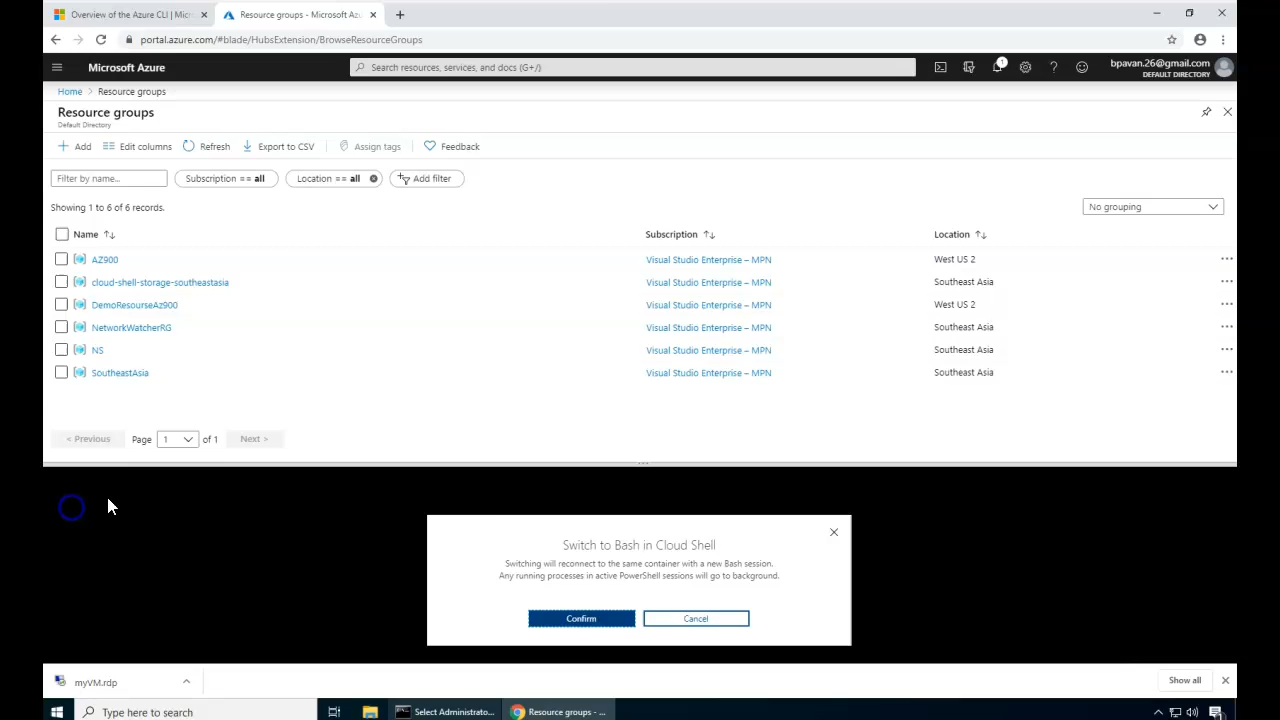 Overview of the Azure CLI | Micr
Resource groups - Microsoft Az
portal.azure.com/#blade/HubsExtension/BrowseResourceGroups
Microsoft Azure
Search resources, services, and docs (G+/)
1
bpavan.26@gmail.com
DEFAULT DIRECTORY
Home > Resource groups
Resource groups
Default Directory
Add Edit columns Refresh Export to CSV Assign tags Feedback
Filter by name... Subscription == all Location == all Add filter
Showing 1 to 6 of 6 records.
No grouping
Name Subscription Location
AZ900 Visual Studio Enterprise – MPN West US 2
cloud-shell-storage-southeastasia Visual Studio Enterprise – MPN Southeast Asia
DemoResourseAz900 Visual Studio Enterprise – MPN West US 2
NetworkWatcherRG Visual Studio Enterprise – MPN Southeast Asia
NS Visual Studio Enterprise – MPN Southeast Asia
SoutheastAsia Visual Studio Enterprise – MPN Southeast Asia
< Previous Page 1 of 1 Next >
Switch to Bash in Cloud Shell
Switching will reconnect to the same container with a new Bash session.
Any running processes in active PowerShell sessions will go to background.
Confirm Cancel
myVM.rdp
Show all
Type here to search
Select Administrato...
Resource groups - ...